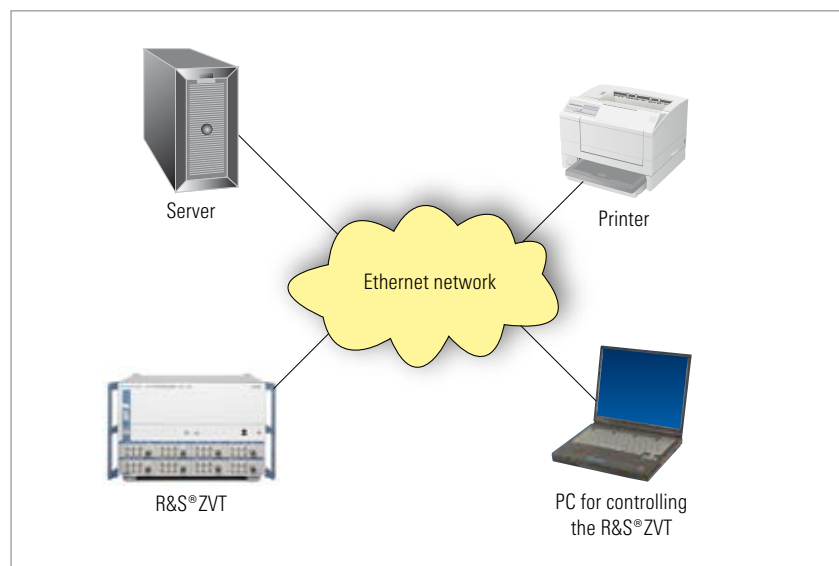 Server
Printer
Ethernet network
R&S®ZVT
PC for controlling
the R&S®ZVT